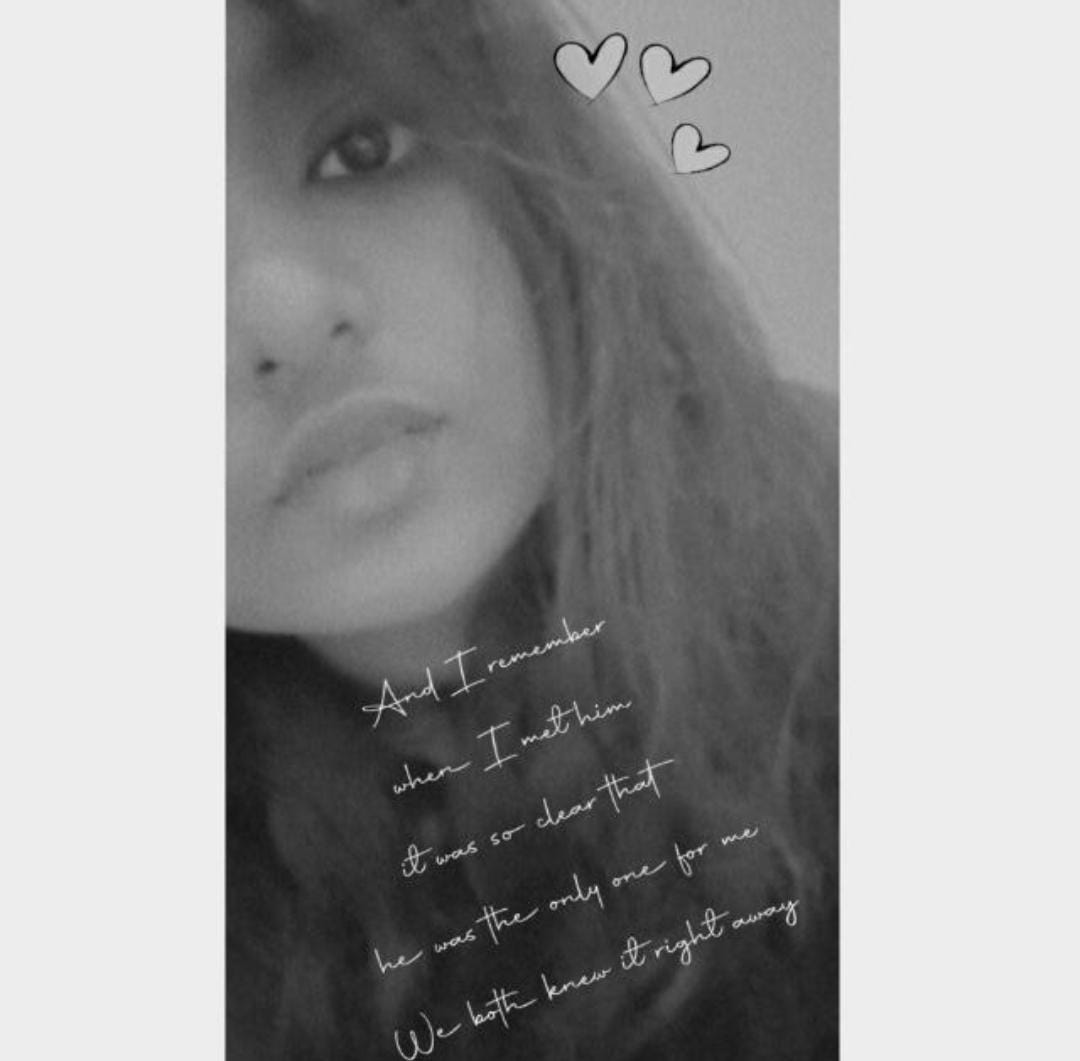 And I remember
when I met him
it was so clear that
he was the only one for me
We both knew it right away